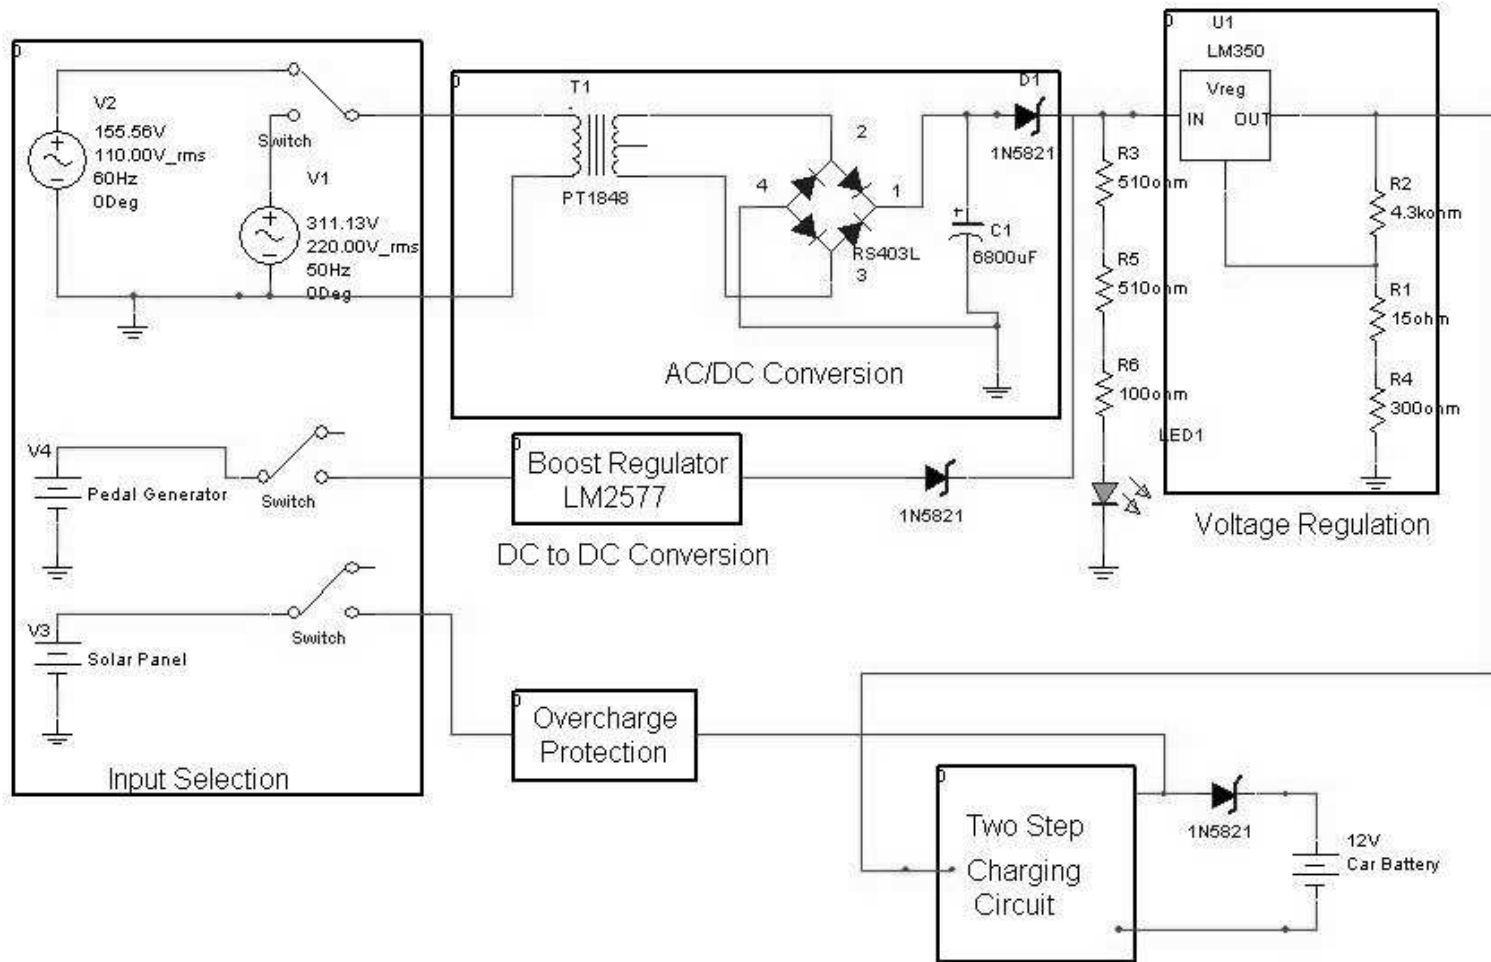 V2
155.56V
110.00V_rms
60Hz
0Deg
Switch
V1
311.13V
220.00V_rms
50Hz
0Deg
V4
Pedal Generator
Switch
V3
Solar Panel
Switch
Input Selection
0
0
T1
PT1848
2
4
1
3
RS403L
C1
6800uF
D1
1N5821
AC/DC Conversion
0
Boost Regulator
LM2577
DC to DC Conversion
1N5821
R3
510ohm
R5
510ohm
R6
100ohm
LED1
0
U1
LM350
Vreg
IN
OUT
R2
4.3kohm
R1
15ohm
R4
300ohm
Voltage Regulation
0
Overcharge
Protection
0
Two Step
Charging
Circuit
1N5821
12V
Car Battery